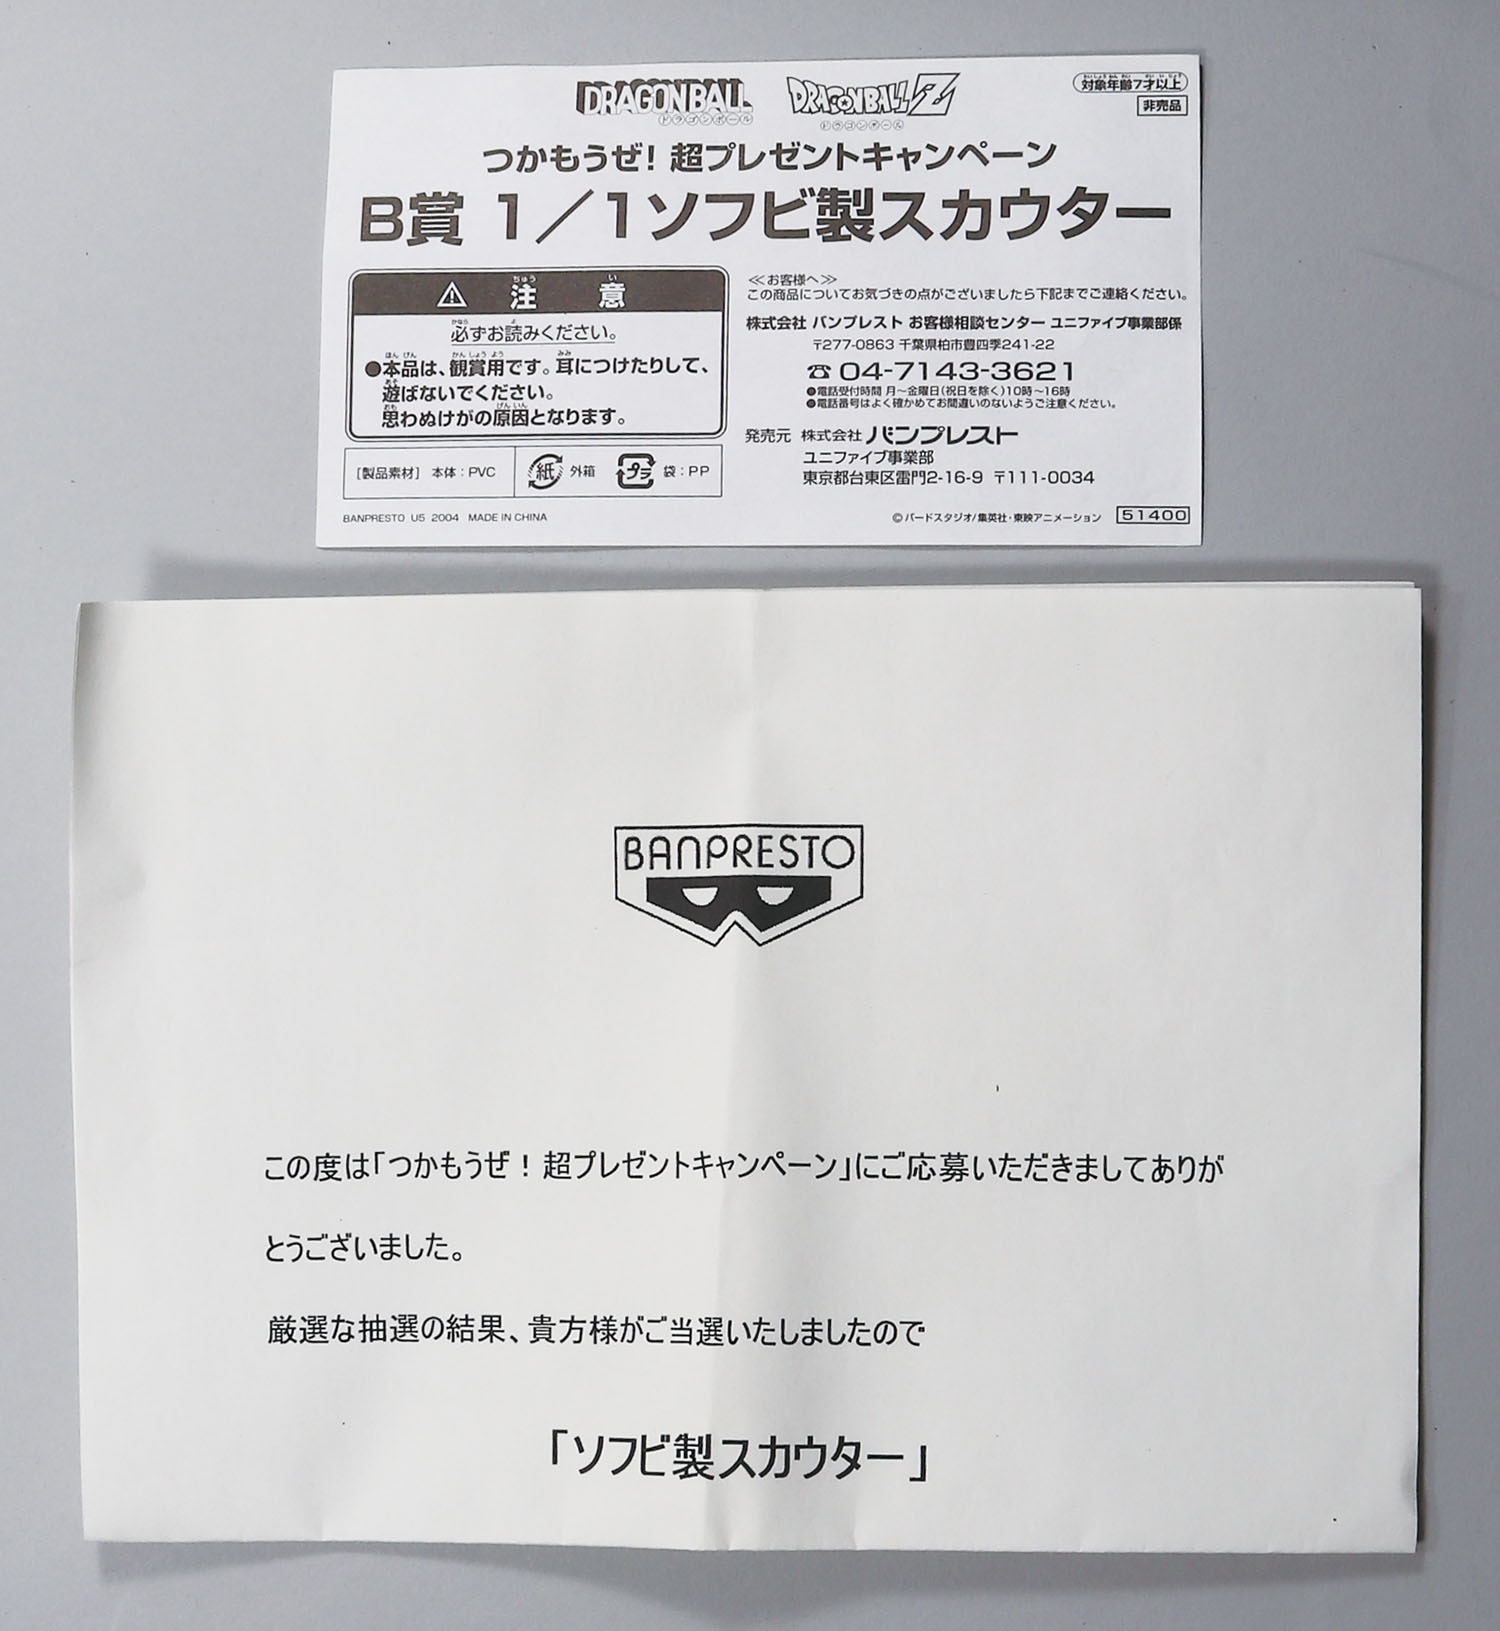 DRAGONBALL
ドラゴンボール
DRAGONBALL Z
ドラゴンボール
対象年齢7才以上
非売品
つかもうぜ! 超プレゼントキャンペーン
B賞 1/1ソフビ製スカウター
⚠ 注意
必ずお読みください。
●本品は、観賞用です。耳につけたりして、
遊ばないでください。
思わぬけがの原因となります。
[製品素材] 本体:PVC
紙 外箱
プラ 袋:PP
BANPRESTO U5 2004 MADE IN CHINA
≪お客様へ≫
この商品についてお気づきの点がございましたら下記までご連絡ください。
株式会社 バンプレスト お客様相談センター ユニファイブ事業部係
〒277-0863 千葉県柏市豊四季241-22
☎ 04-7143-3621
●電話受付時間 月~金曜日(祝日を除く)10時~16時
●電話番号はよく確かめてお間違いのないようご注意ください。
発売元 株式会社 バンプレスト
ユニファイブ事業部
東京都台東区雷門2-16-9 〒111-0034
©バードスタジオ/集英社・東映アニメーション
51400
BANPRESTO
この度は「つかもうぜ!超プレゼントキャンペーン」にご応募いただきましてありが
とうございました。
厳選な抽選の結果、貴方様がご当選いたしましたので
「ソフビ製スカウター」